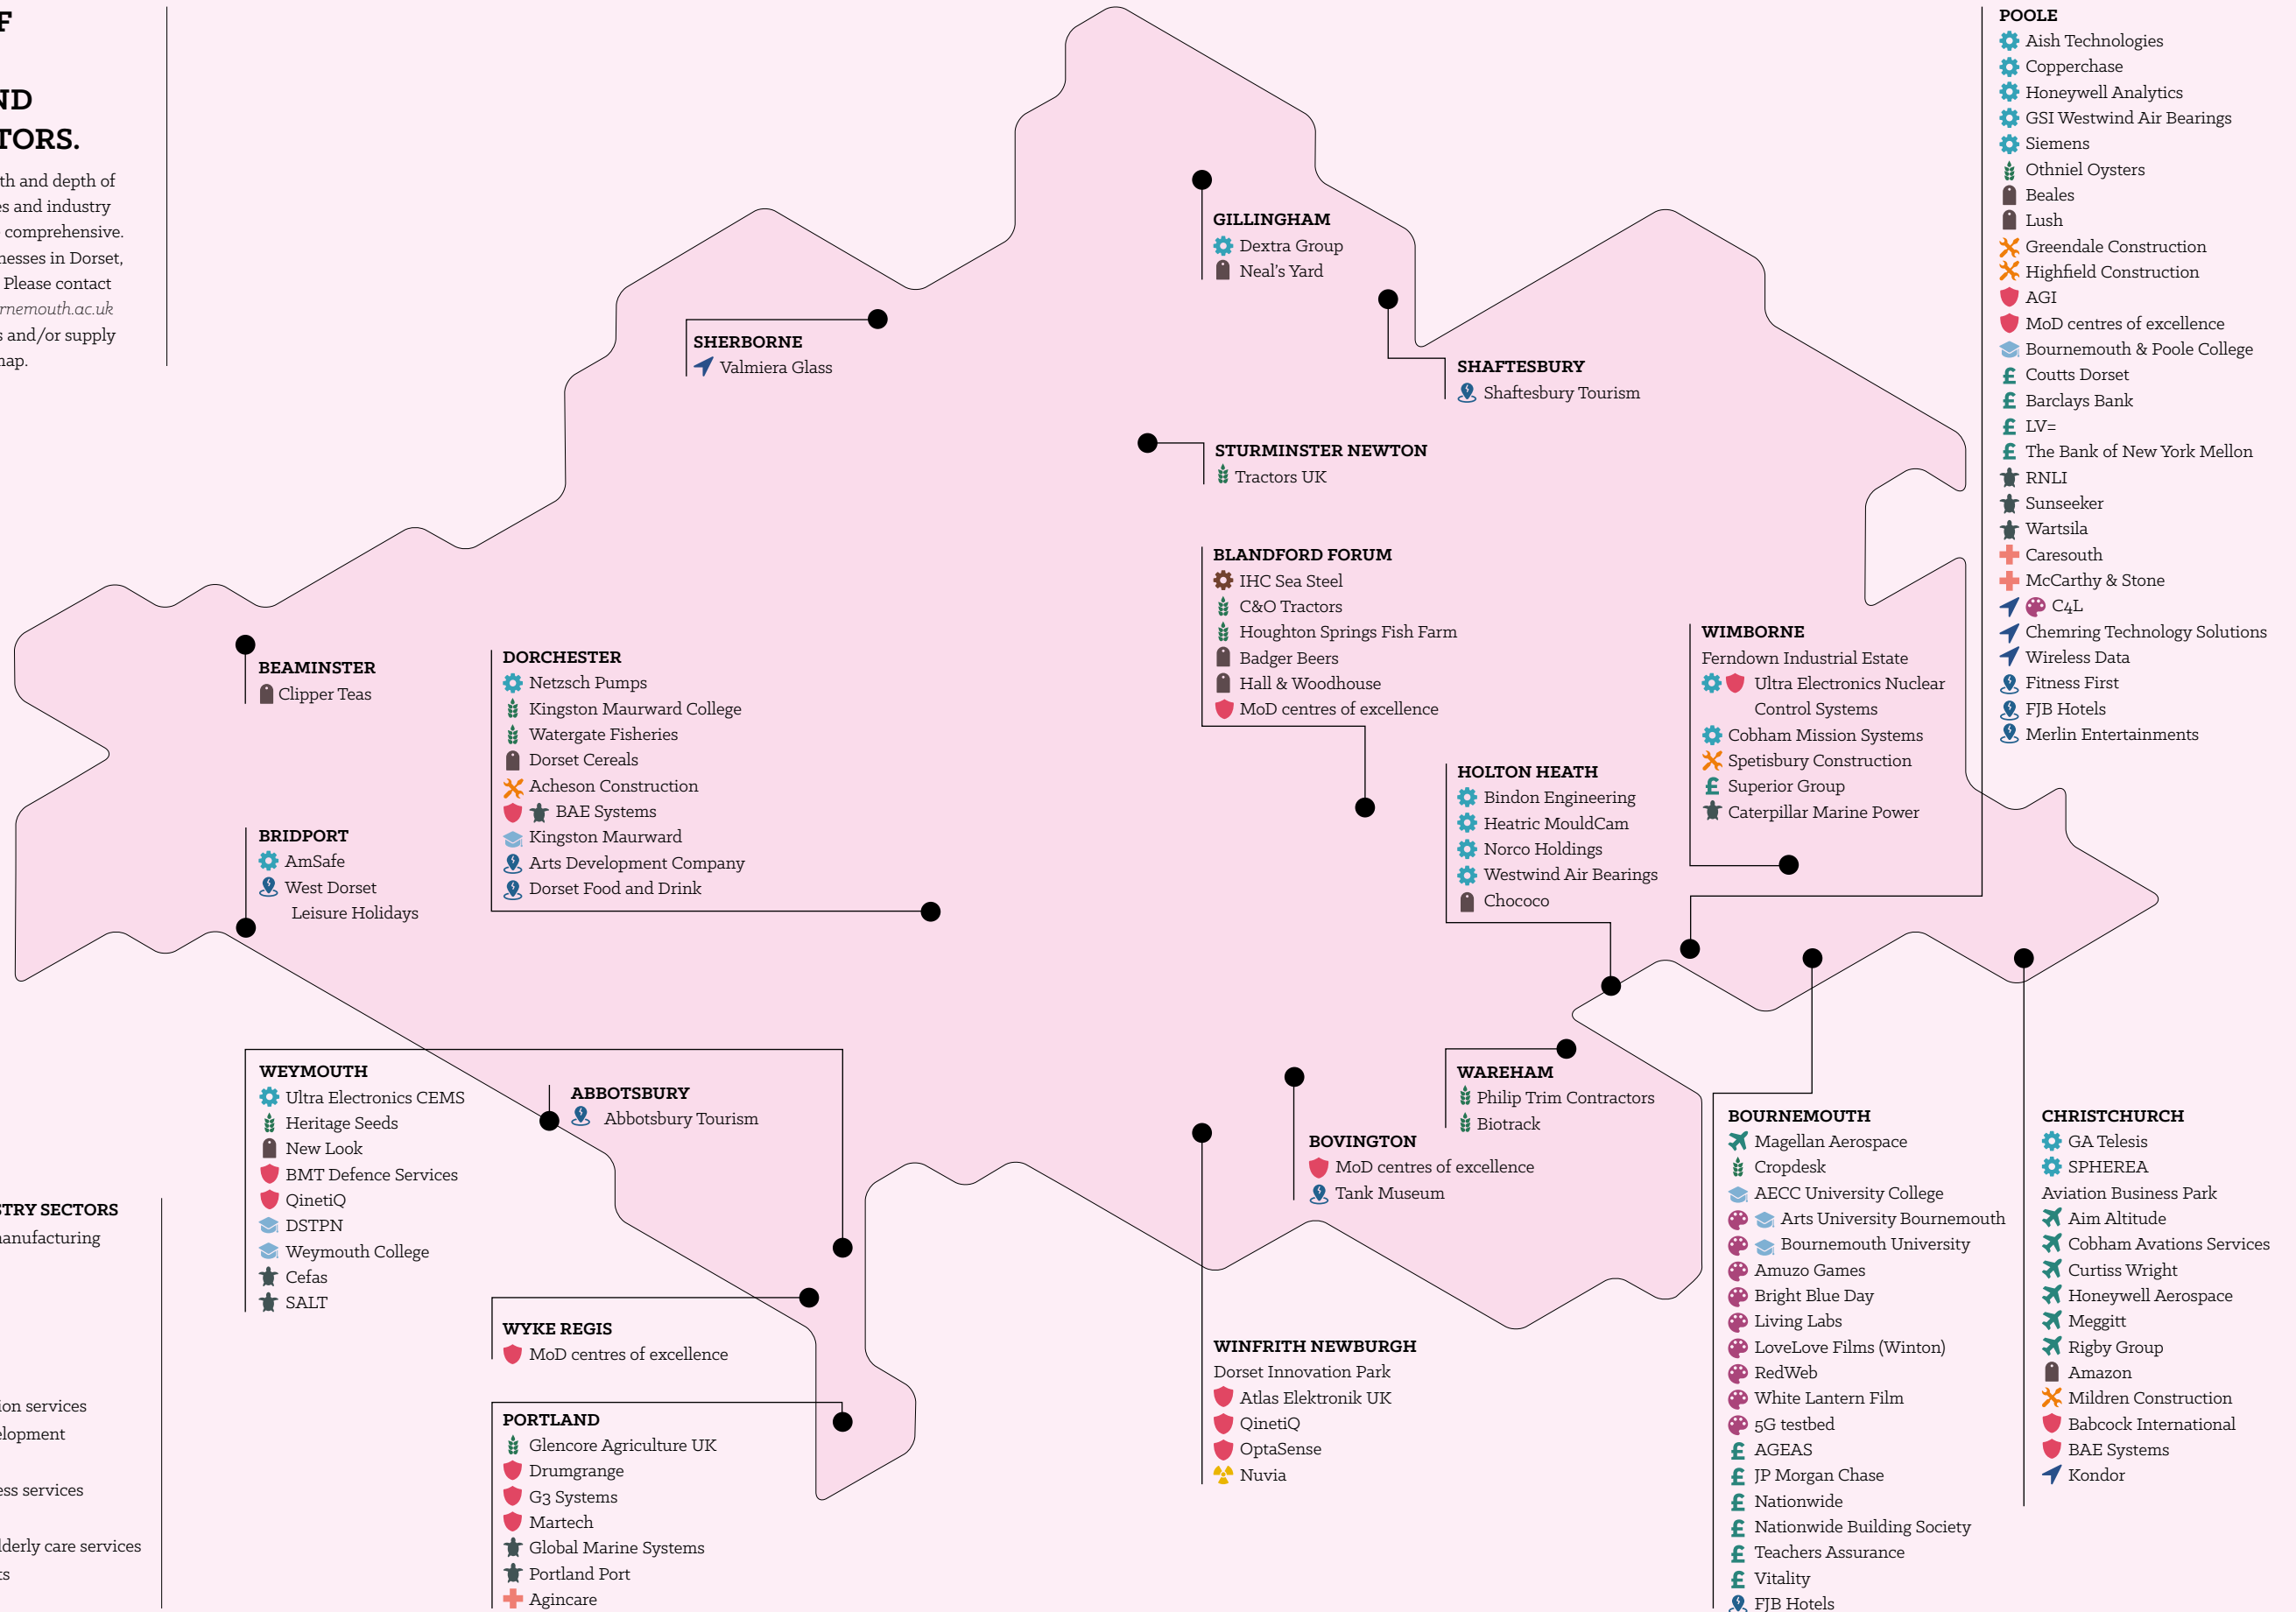 F
ND
TORS.
th and depth of
es and industry
comprehensive.
nesses in Dorset,
Please contact
rnemouth.ac.uk
s and/or supply
nap.
STRY SECTORS
anufacturing
ion services
elopment
ess services
lderly care services
ts
GILLINGHAM
Dextra Group
Neal's Yard
SHERBORNE
Valmiera Glass
SHAFTESBURY
Shaftesbury Tourism
STURMINSTER NEWTON
Tractors UK
BLANDFORD FORUM
IHC Sea Steel
C&O Tractors
Houghton Springs Fish Farm
Badger Beers
Hall & Woodhouse
MoD centres of excellence
BEAMINSTER
Clipper Teas
DORCHESTER
Netzsch Pumps
Kingston Maurward College
Watergate Fisheries
Dorset Cereals
Acheson Construction
BAE Systems
Kingston Maurward
Arts Development Company
Dorset Food and Drink
BRIDPORT
AmSafe
West Dorset
Leisure Holidays
WIMBORNE
Ferndown Industrial Estate
Ultra Electronics Nuclear
Control Systems
Cobham Mission Systems
Spetisbury Construction
£ Superior Group
Caterpillar Marine Power
HOLTON HEATH
Bindon Engineering
Heatric MouldCam
Norco Holdings
Westwind Air Bearings
Chococo
POOLE
Aish Technologies
Copperchase
Honeywell Analytics
GSI Westwind Air Bearings
Siemens
Othniel Oysters
Beales
Lush
Greendale Construction
Highfield Construction
AGI
MoD centres of excellence
Bournemouth & Poole College
£ Coutts Dorset
£ Barclays Bank
£ LV=
£ The Bank of New York Mellon
RNLI
Sunseeker
Wartsila
Caresouth
McCarthy & Stone
C4L
Chemring Technology Solutions
Wireless Data
Fitness First
FJB Hotels
Merlin Entertainments
WEYMOUTH
Ultra Electronics CEMS
Heritage Seeds
New Look
BMT Defence Services
QinetiQ
DSTPN
Weymouth College
Cefas
SALT
ABBOTSBURY
Abbotsbury Tourism
WYKE REGIS
MoD centres of excellence
PORTLAND
Glencore Agriculture UK
Drumgrange
G3 Systems
Martech
Global Marine Systems
Portland Port
Agincare
WAREHAM
Philip Trim Contractors
Biotrack
BOVINGTON
MoD centres of excellence
Tank Museum
WINFRITH NEWBURGH
Dorset Innovation Park
Atlas Elektronik UK
QinetiQ
OptaSense
Nuvia
BOURNEMOUTH
Magellan Aerospace
Cropdesk
AECC University College
Arts University Bournemouth
Bournemouth University
Amuzo Games
Bright Blue Day
Living Labs
LoveLove Films (Winton)
RedWeb
White Lantern Film
5G testbed
£ AGEAS
£ JP Morgan Chase
£ Nationwide
£ Nationwide Building Society
£ Teachers Assurance
£ Vitality
FJB Hotels
CHRISTCHURCH
GA Telesis
SPHEREA
Aviation Business Park
Aim Altitude
Cobham Avations Services
Curtiss Wright
Honeywell Aerospace
Meggitt
Rigby Group
Amazon
Mildren Construction
Babcock International
BAE Systems
Kondor